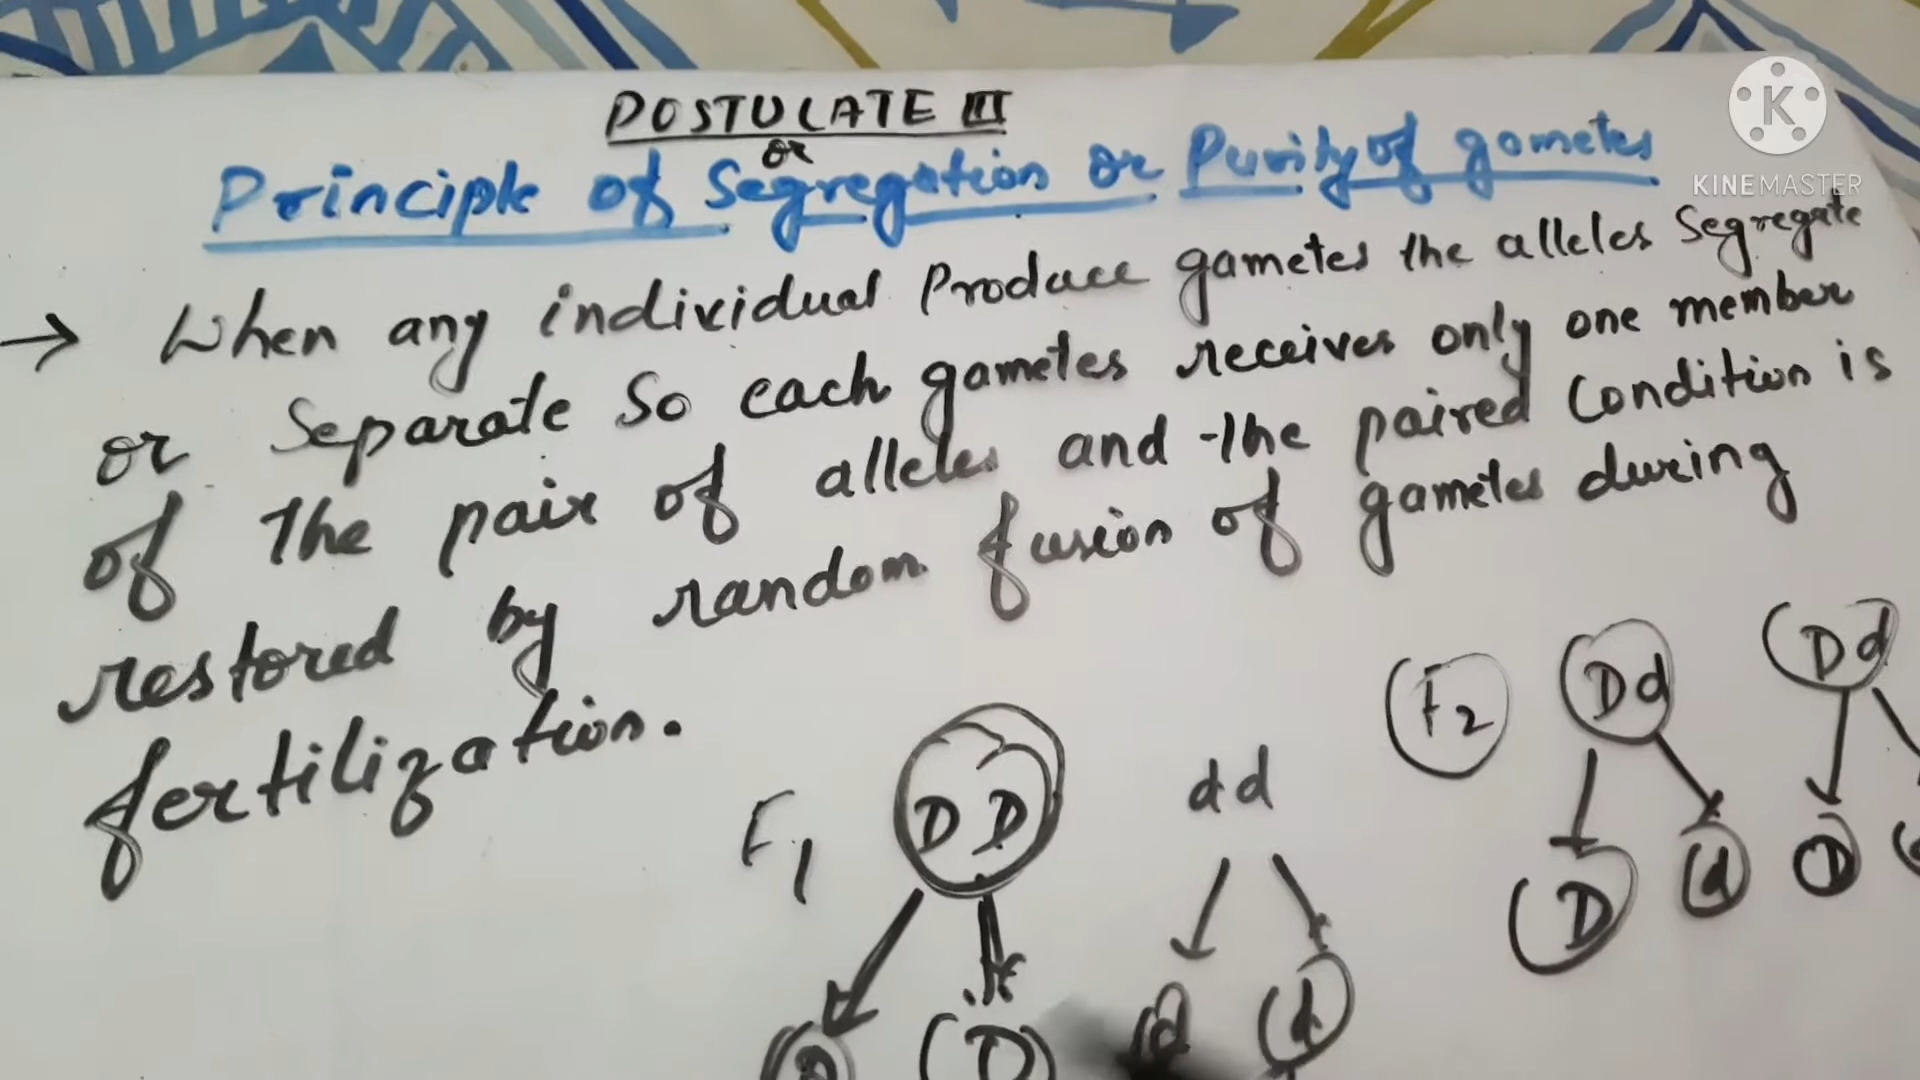 POSTULATE III
or
Principle of Segregation or Purity of gametes
KINEMASTER
→ When any individual Produce gametes the alleles Segregate
or Separate So each gametes receives only one member
of the pair of alleles and the paired Condition is
restored by random fusion of gametes during
fertilization.
F1 DD dd
F2 Dd Dd
D d D
D D d d